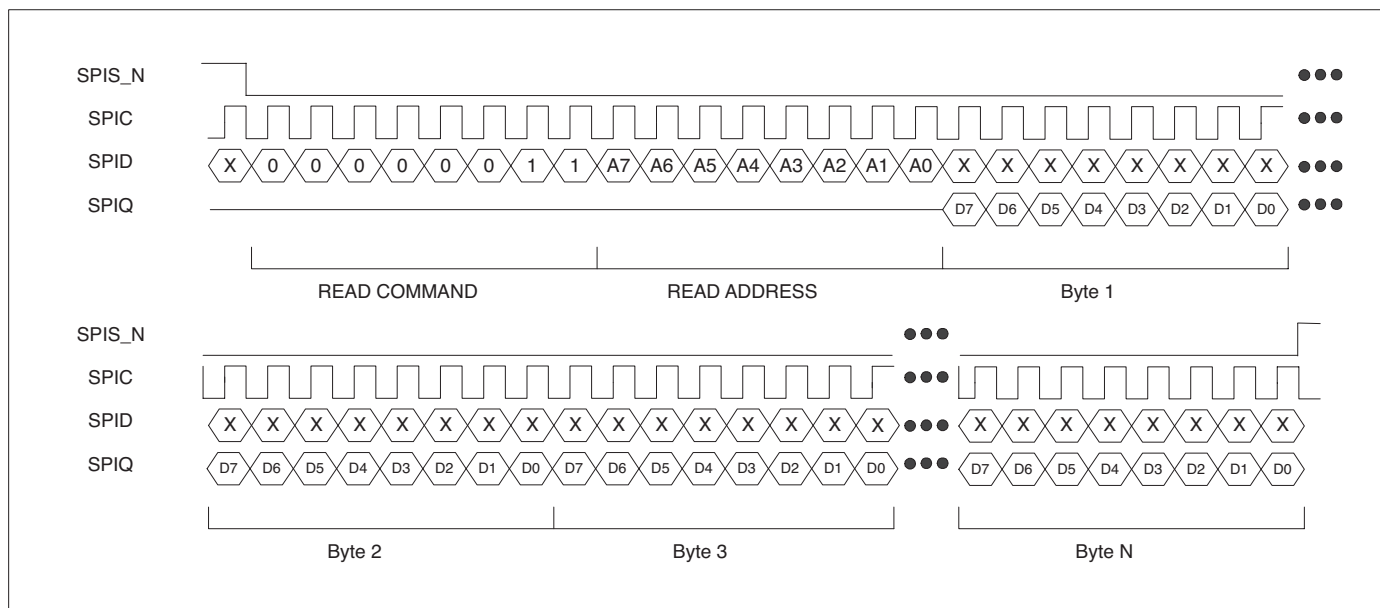 SPIS_N
SPIC
SPID X 0 0 0 0 0 0 1 1 A7 A6 A5 A4 A3 A2 A1 A0 X X X X X X X X
SPIQ D7 D6 D5 D4 D3 D2 D1 D0
READ COMMAND READ ADDRESS Byte 1
SPIS_N
SPIC
SPID X X X X X X X X X X X X X X X X X X X X X X X X
SPIQ D7 D6 D5 D4 D3 D2 D1 D0 D7 D6 D5 D4 D3 D2 D1 D0 D7 D6 D5 D4 D3 D2 D1 D0
Byte 2 Byte 3 Byte N